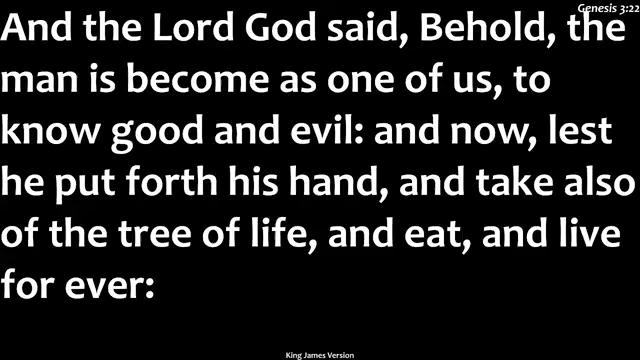 Genesis 3:22
And the Lord God said, Behold, the
man is become as one of us, to
know good and evil: and now, lest
he put forth his hand, and take also
of the tree of life, and eat, and live
for ever:
King James Version